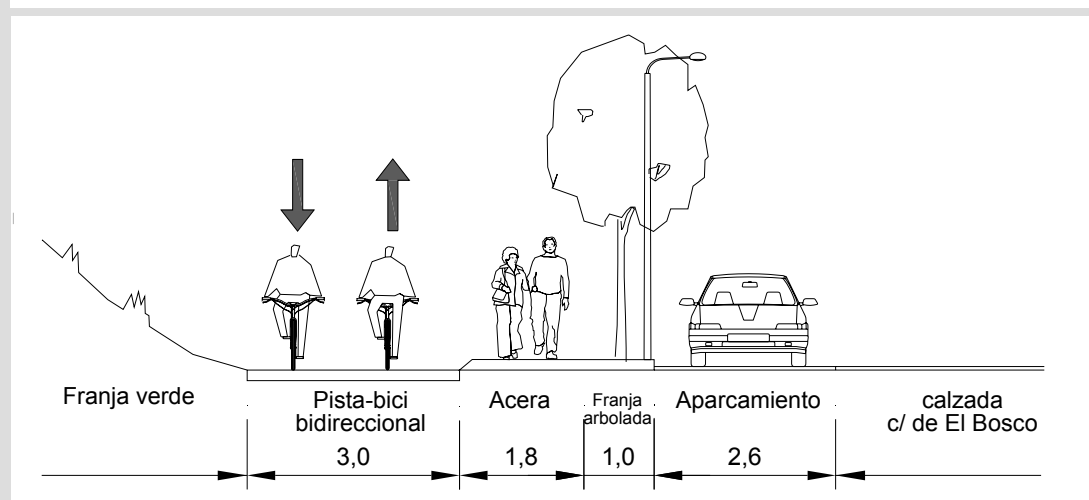 Franja verde
Pista-bici
bidireccional
Acera
Franja
arbolada
Aparcamiento
calzada
c/ de El Bosco
3,0
1,8
1,0
2,6